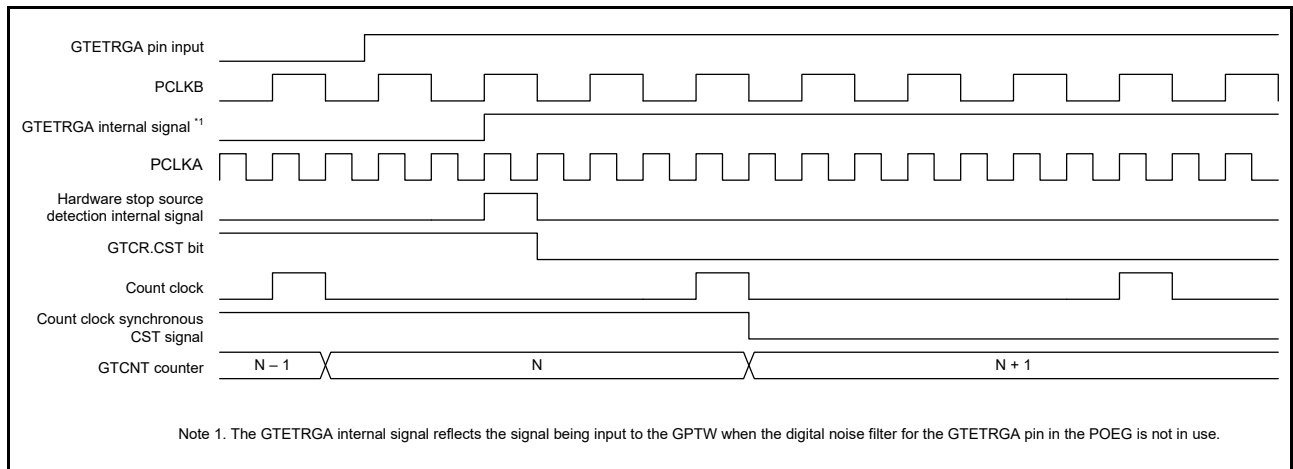 GTETRGA pin input
PCLKB
GTETRGA internal signal *1
PCLKA
Hardware stop source
detection internal signal
GTCR.CST bit
Count clock
Count clock synchronous
CST signal
GTCNT counter
N – 1
N
N + 1
Note 1. The GTETRGA internal signal reflects the signal being input to the GPTW when the digital noise filter for the GTETRGA pin in the POEG is not in use.